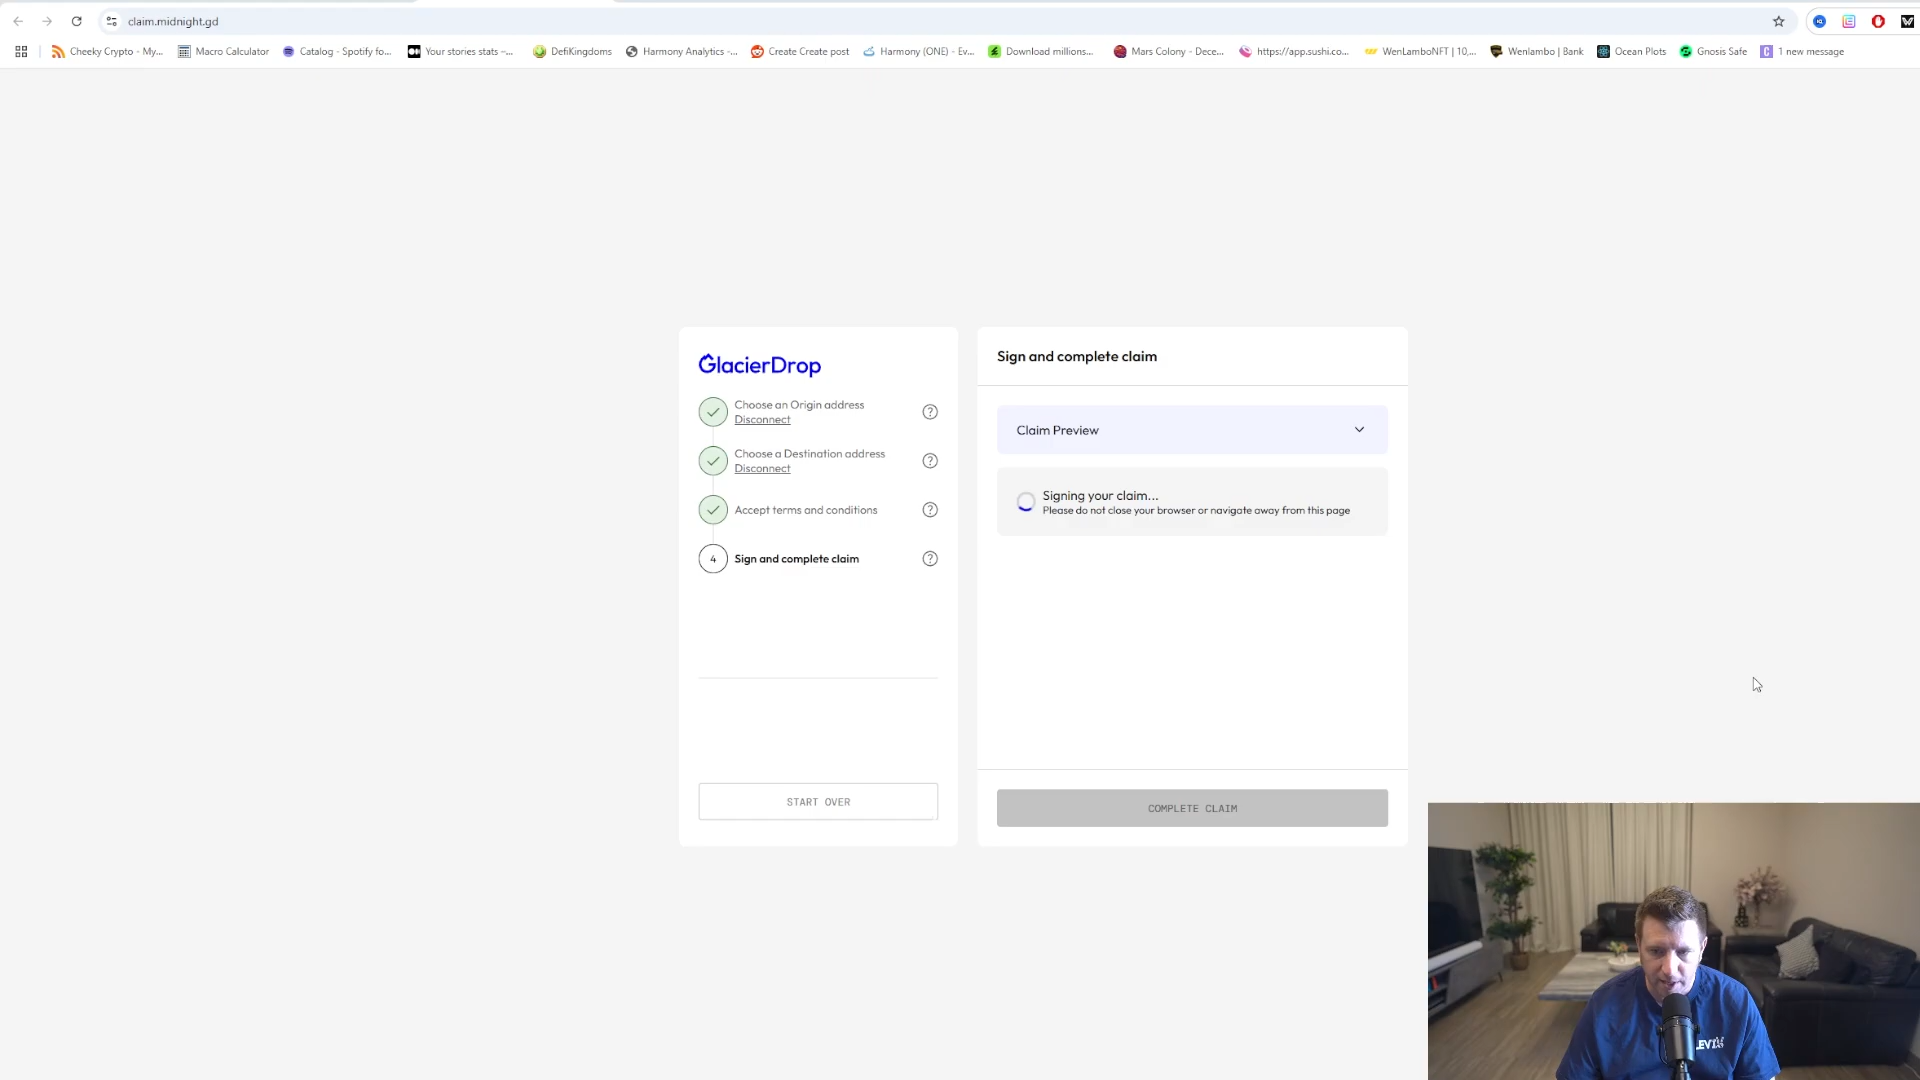 claim.midnight.gd
Cheeky Crypto - My...
Macro Calculator
Catalog - Spotify fo...
Your stories stats –...
DefiKingdoms
Harmony Analytics -...
Create Create post
Harmony (ONE) - Ev...
Download millions...
Mars Colony - Dece...
https://app.sushi.co...
WenLamboNFT | 10,...
Wenlambo | Bank
Ocean Plots
Gnosis Safe
1 new message
GlacierDrop
Choose an Origin address
Disconnect
Choose a Destination address
Disconnect
Accept terms and conditions
4
Sign and complete claim
START OVER
Sign and complete claim
Claim Preview
Signing your claim...
Please do not close your browser or navigate away from this page
COMPLETE CLAIM